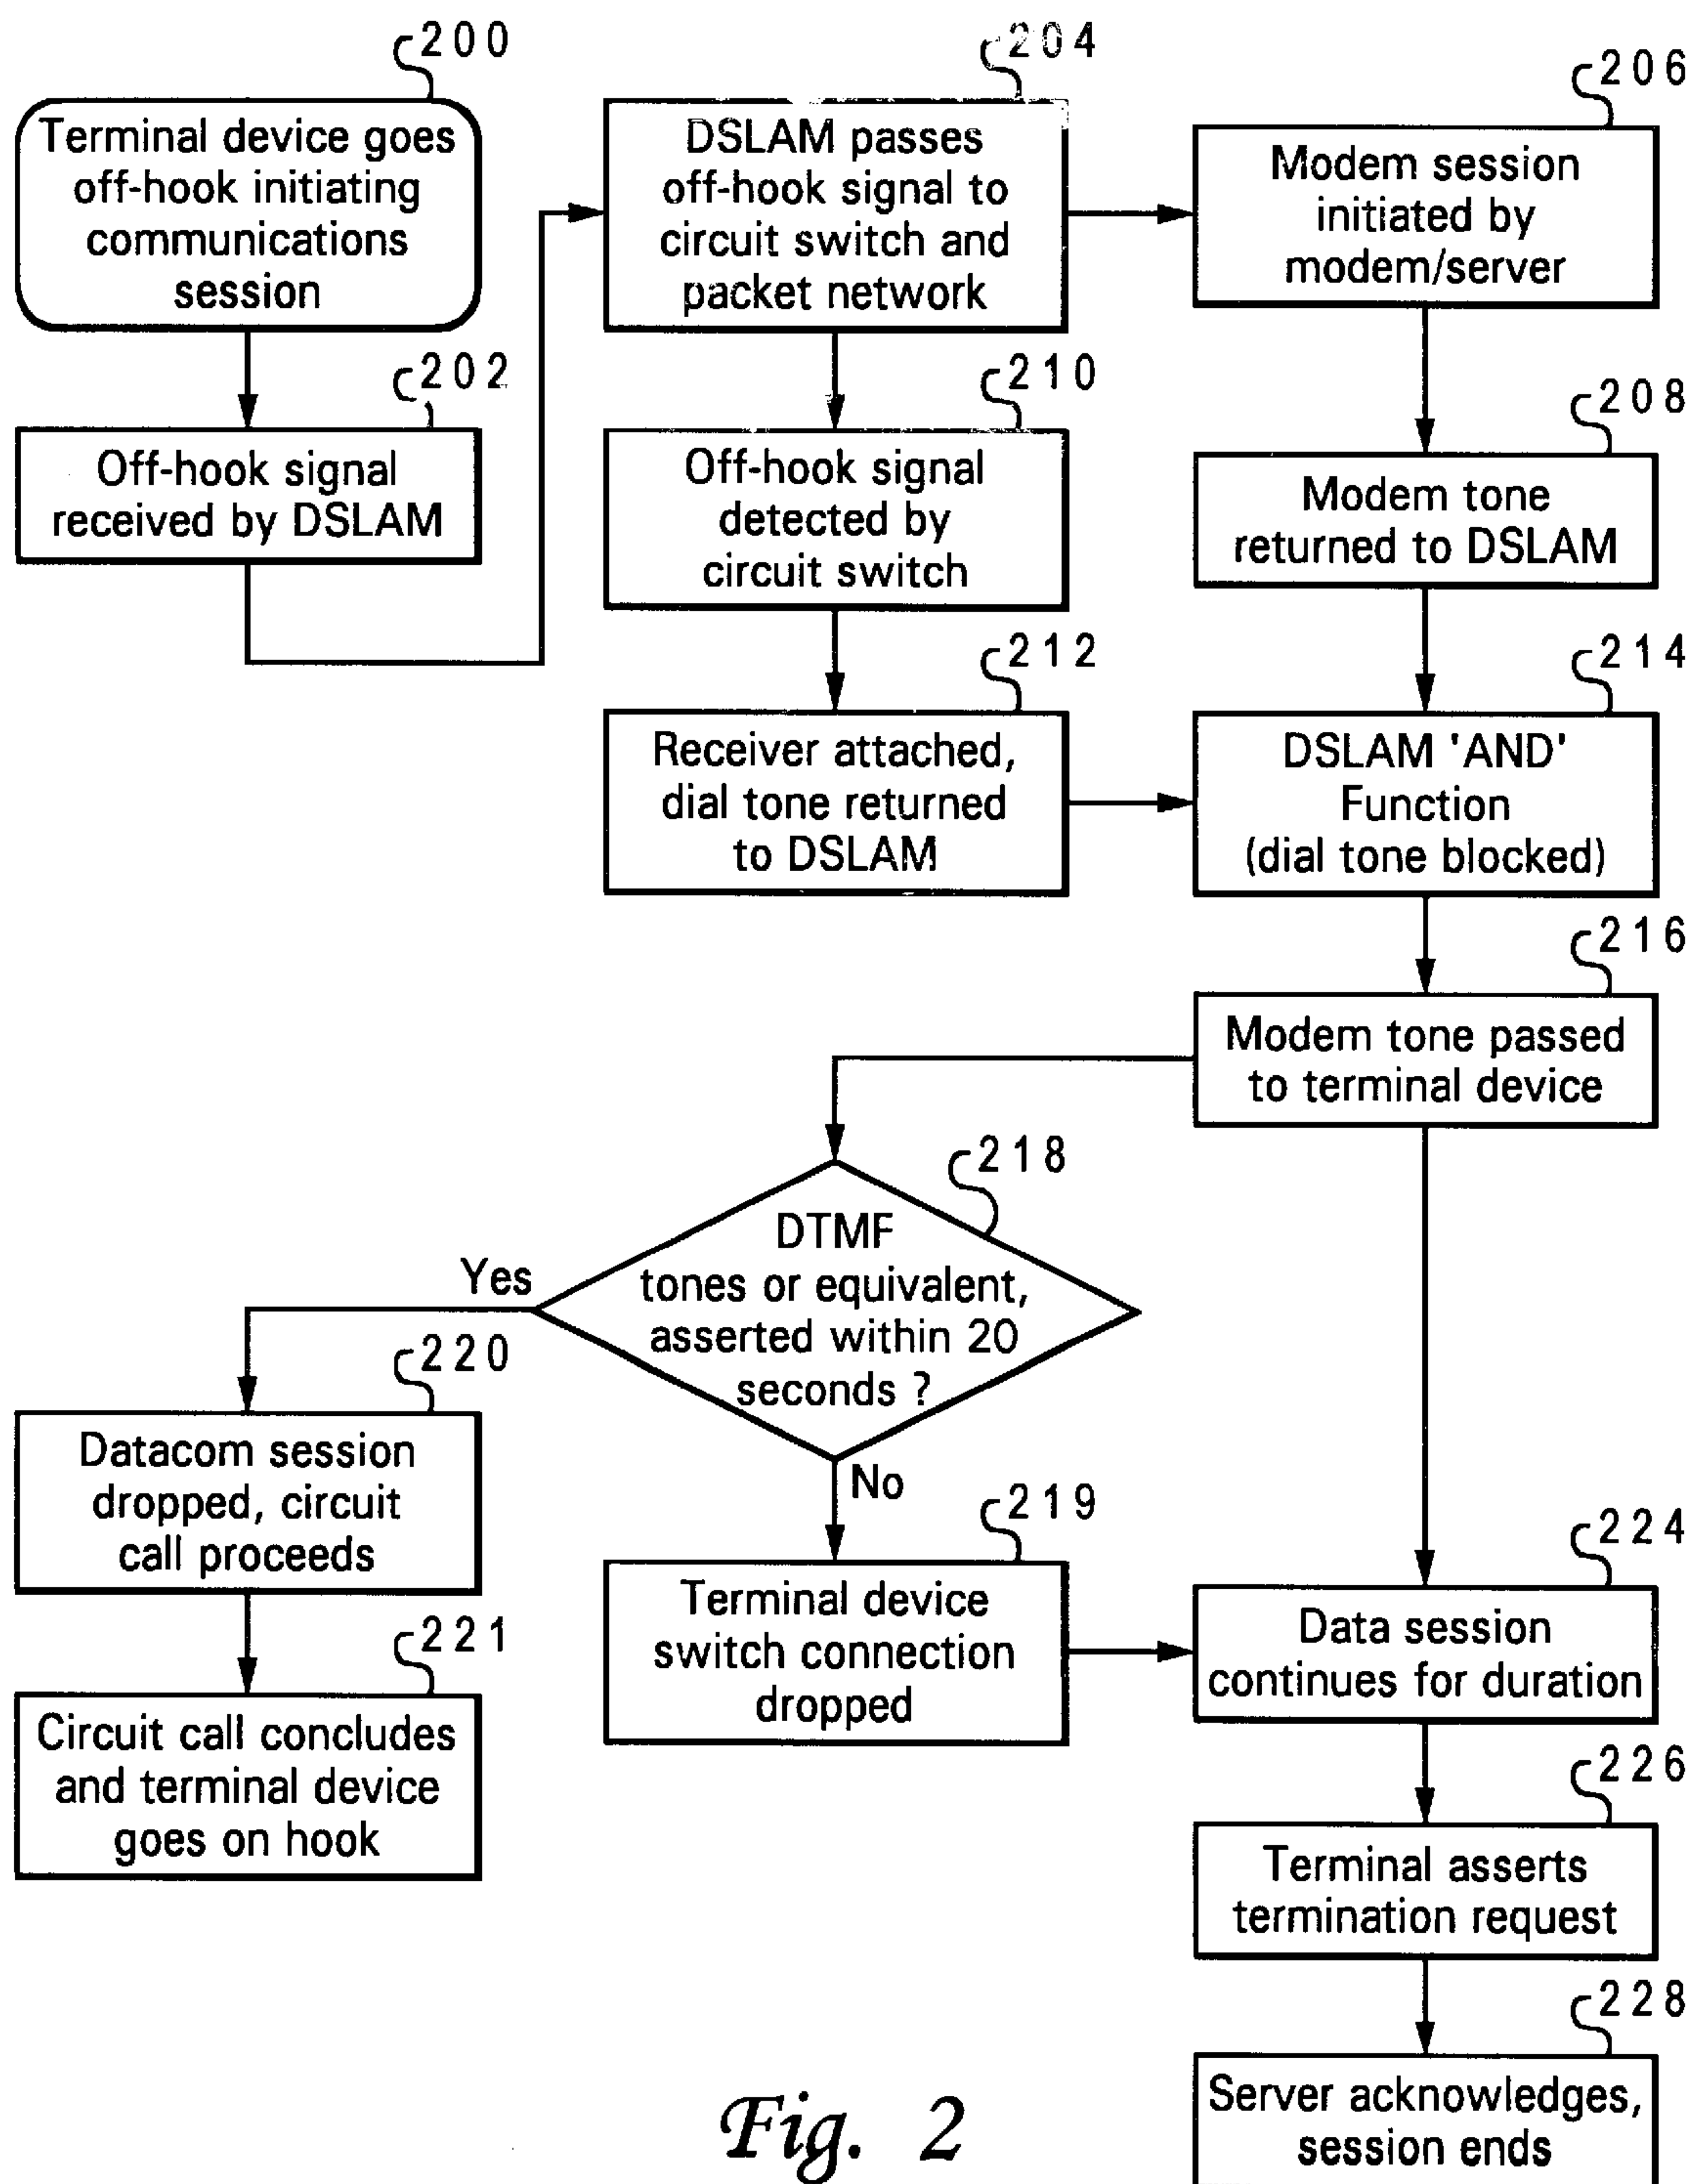 200
Terminal device goes
off-hook initiating
communications
session
202
Off-hook signal
received by DSLAM
204
DSLAM passes
off-hook signal to
circuit switch and
packet network
206
Modem session
initiated by
modem/server
208
Modem tone
returned to DSLAM
210
Off-hook signal
detected by
circuit switch
212
Receiver attached,
dial tone returned
to DSLAM
214
DSLAM 'AND'
Function
(dial tone blocked)
216
Modem tone passed
to terminal device
218
DTMF
tones or equivalent,
asserted within 20
seconds ?
Yes
No
220
Datacom session
dropped, circuit
call proceeds
221
Circuit call concludes
and terminal device
goes on hook
219
Terminal device
switch connection
dropped
224
Data session
continues for duration
226
Terminal asserts
termination request
228
Server acknowledges,
session ends
Fig. 2